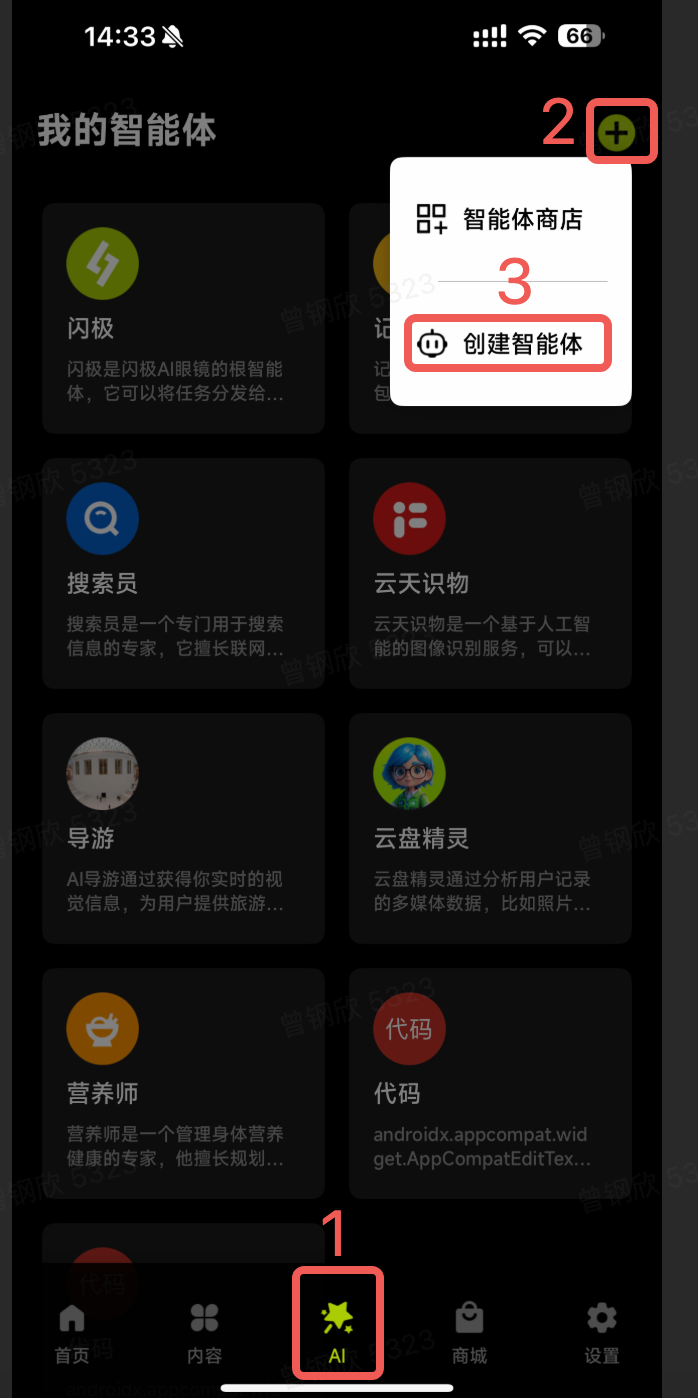 14:33
66
我的智能体
2
智能体商店
3
创建智能体
闪极
闪极是闪极AI眼镜的根智能
体，它可以将任务分发给...
记
记
包
搜索员
搜索员是一个专门用于搜索
信息的专家，它擅长联网...
云天识物
云天识物是一个基于人工智
能的图像识别服务，可以...
导游
AI导游通过获得你实时的视
觉信息，为用户提供旅游...
云盘精灵
云盘精灵通过分析用户记录
的多媒体数据，比如照片...
营养师
营养师是一个管理身体营养
健康的专家，他擅长规划...
代码
代码
androidx.appcompat.wid
get.AppCompatEditTex...
1
代码
首页
内容
AI
商城
设置
曾钢欣 5323